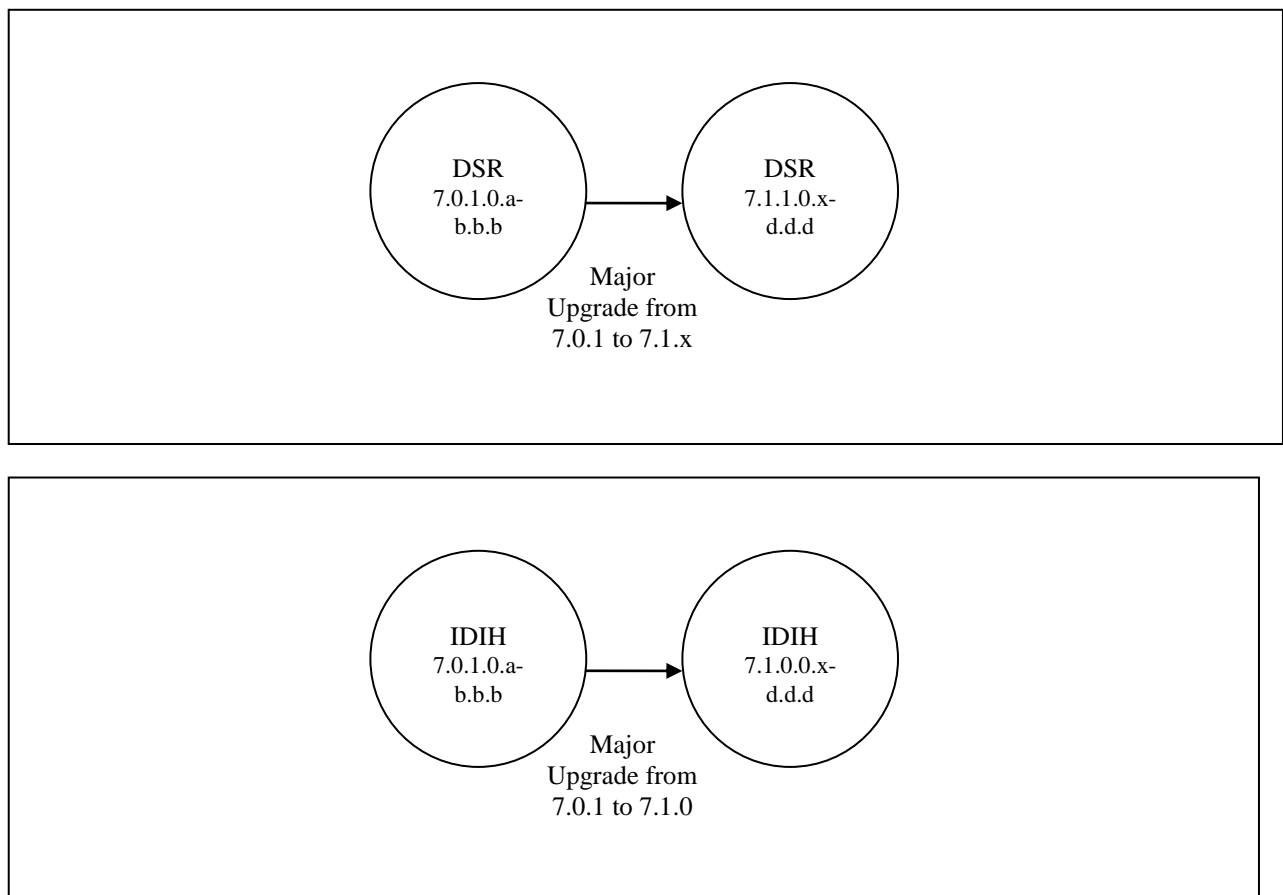 DSR
7.0.1.0.a-
b.b.b
DSR
7.1.1.0.x-
d.d.d
Major
Upgrade from
7.0.1 to 7.1.x
IDIH
7.0.1.0.a-
b.b.b
IDIH
7.1.0.0.x-
d.d.d
Major
Upgrade from
7.0.1 to 7.1.0